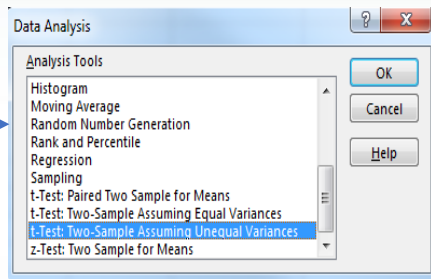 Data Analysis
?
X
Analysis Tools
OK
Histogram
Moving Average
Cancel
Random Number Generation
Rank and Percentile
Help
Regression
Sampling
t-Test: Paired Two Sample for Means
t-Test: Two-Sample Assuming Equal Variances
t-Test: Two-Sample Assuming Unequal Variances
z-Test: Two Sample for Means